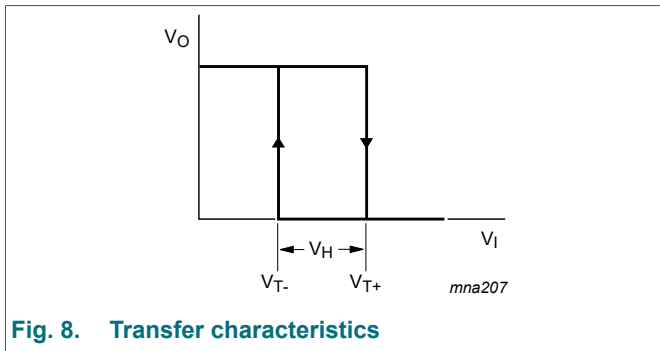 VO
VI
VH
VT-
VT+
mna207
Fig. 8. Transfer characteristics